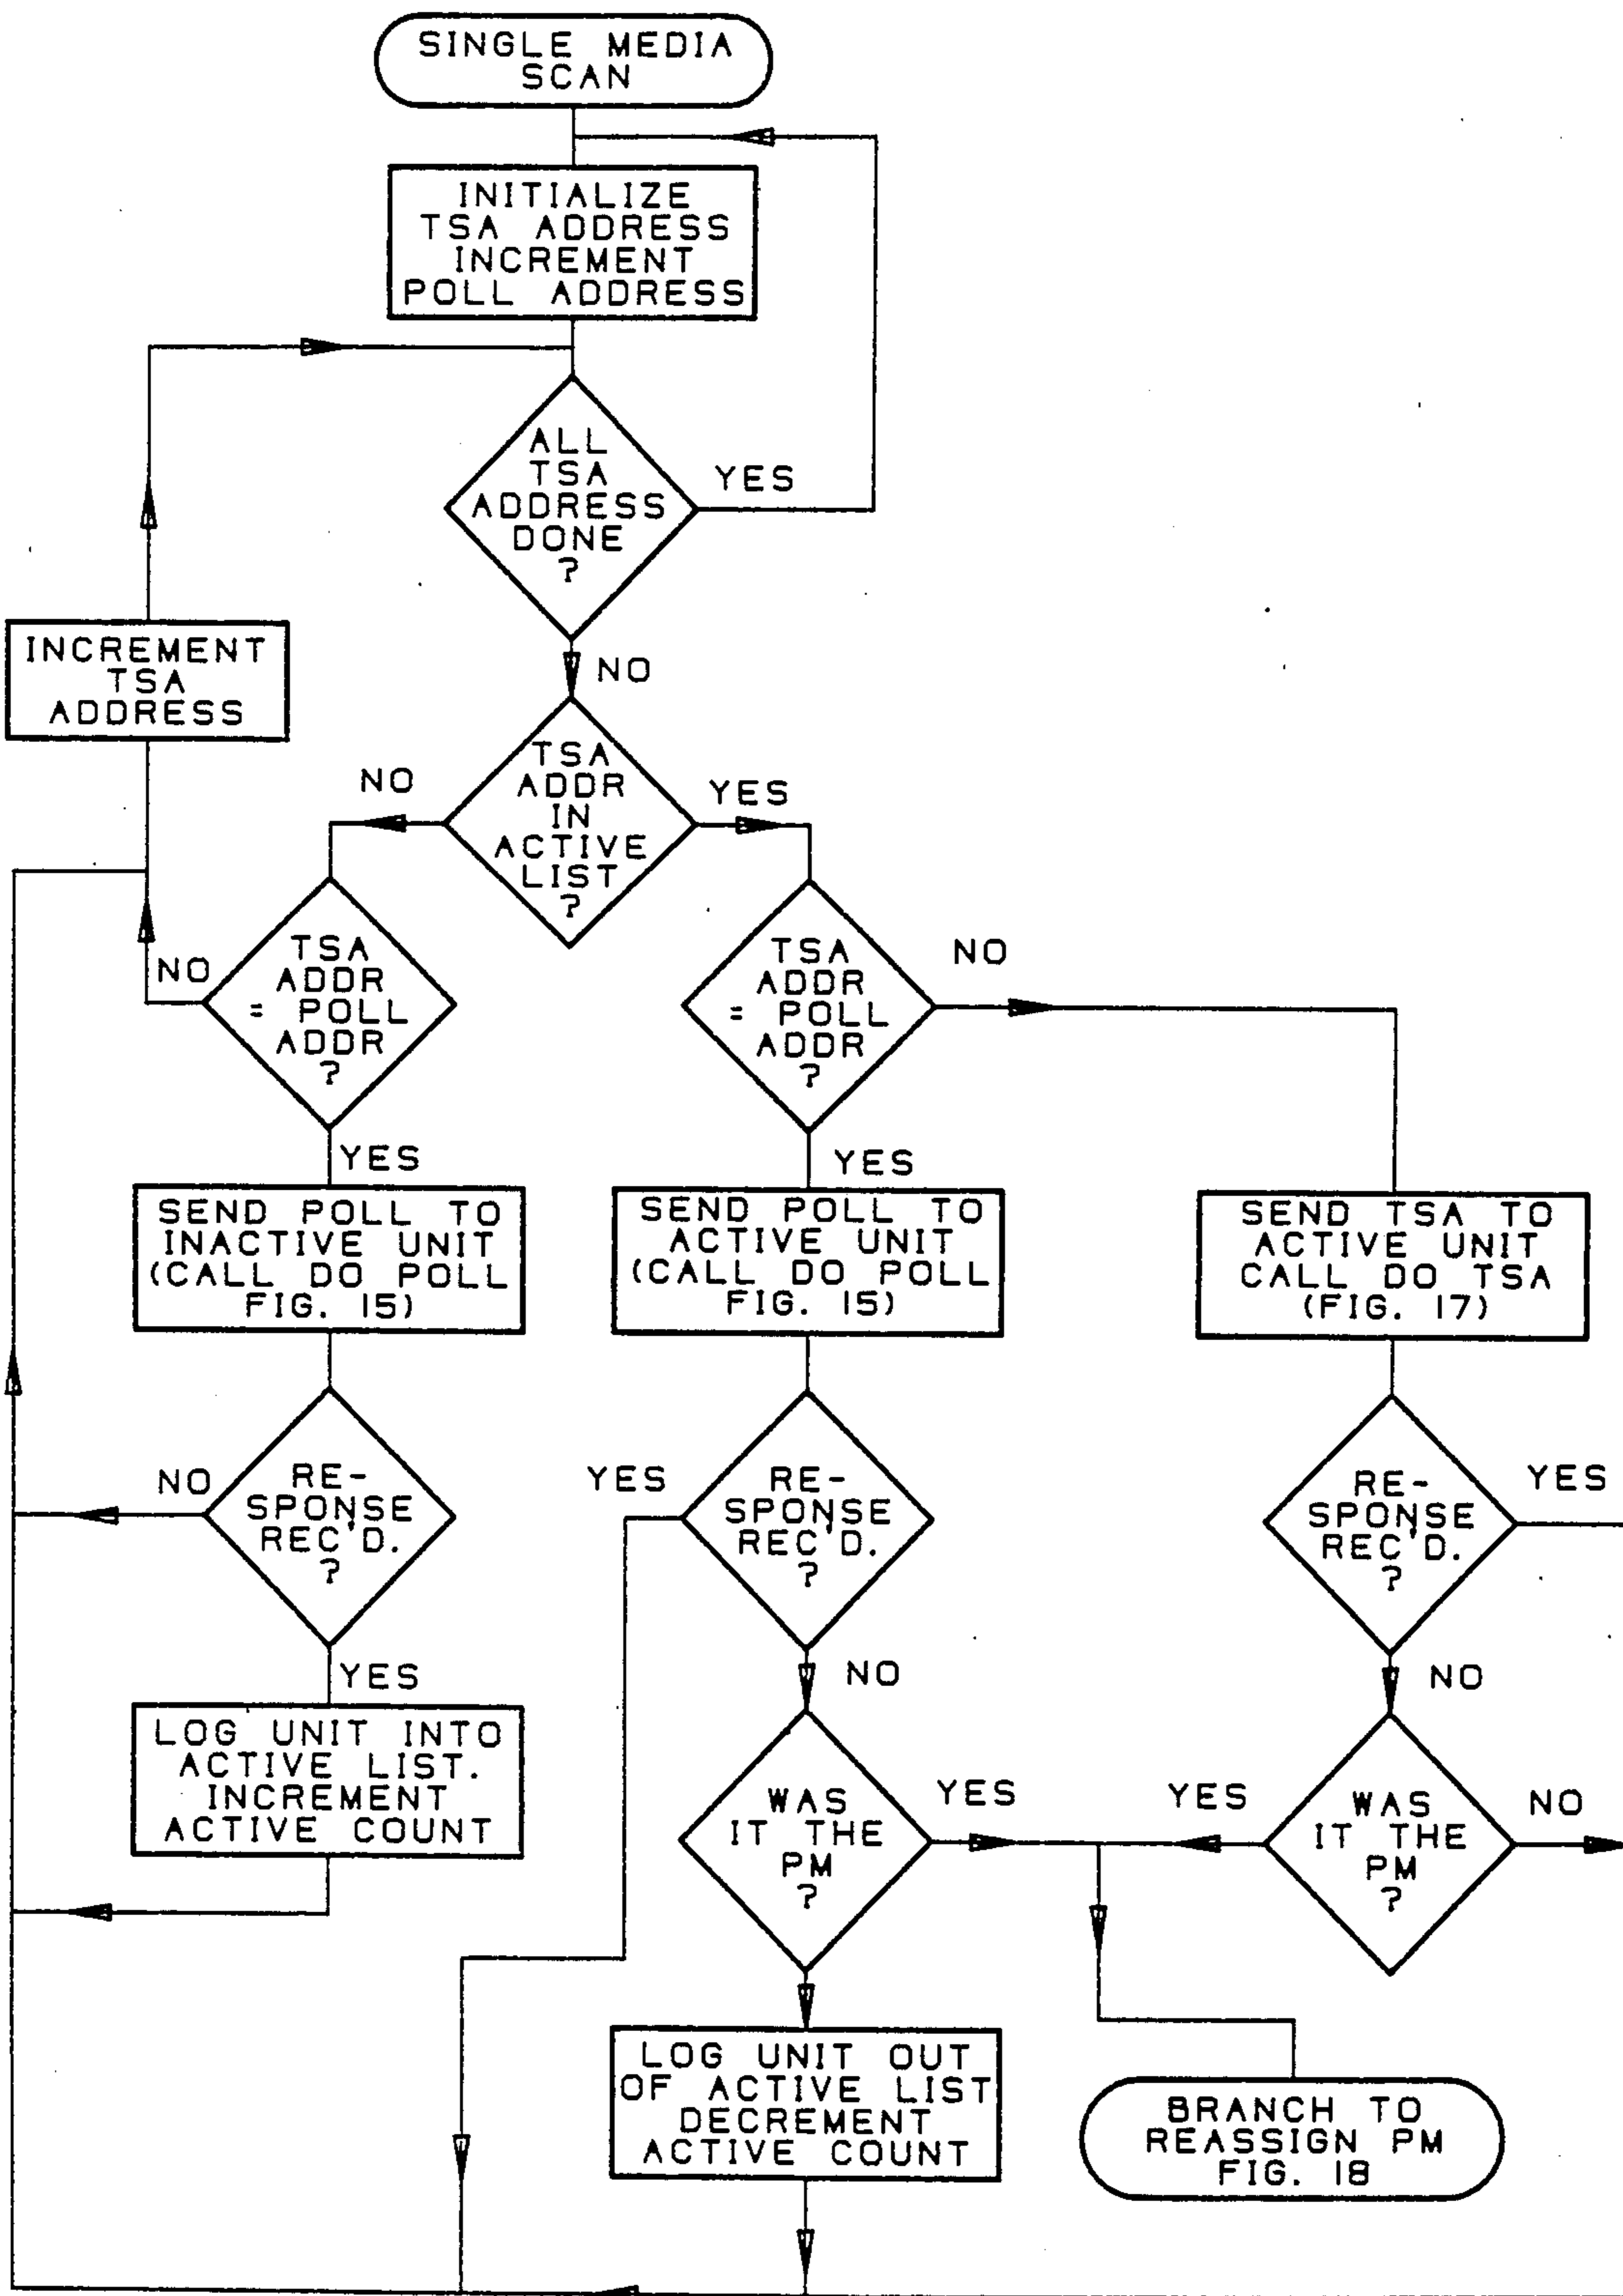 SINGLE MEDIA
SCAN
INITIALIZE
TSA ADDRESS
INCREMENT
POLL ADDRESS
ALL
TSA
ADDRESS
DONE
?
YES
NO
INCREMENT
TSA
ADDRESS
TSA
ADDR
IN
ACTIVE
LIST
?
NO
YES
TSA
ADDR
= POLL
ADDR
?
NO
YES
TSA
ADDR
= POLL
ADDR
?
NO
YES
SEND POLL TO
INACTIVE UNIT
(CALL DO POLL
FIG. 15)
SEND POLL TO
ACTIVE UNIT
(CALL DO POLL
FIG. 15)
SEND TSA TO
ACTIVE UNIT
CALL DO TSA
(FIG. 17)
NO
RE-
SPONSE
REC'D.
?
YES
YES
RE-
SPONSE
REC'D.
?
NO
RE-
SPONSE
REC'D.
?
YES
NO
LOG UNIT INTO
ACTIVE LIST.
INCREMENT
ACTIVE COUNT
WAS
IT THE
PM
?
YES
YES
WAS
IT THE
PM
?
NO
LOG UNIT OUT
OF ACTIVE LIST
DECREMENT
ACTIVE COUNT
BRANCH TO
REASSIGN PM
FIG. 18